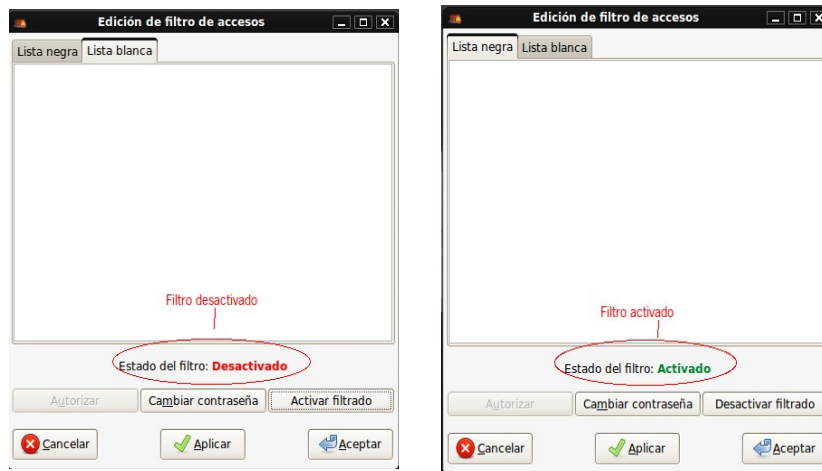 Edición de filtro de accesos
Lista negra Lista blanca
Filtro desactivado
Estado del filtro: Desactivado
Autorizar Cambiar contraseña Activar filtrado
Cancelar Aplicar Aceptar
Edición de filtro de accesos
Lista negra Lista blanca
Filtro activado
Estado del filtro: Activado
Autorizar Cambiar contraseña Desactivar filtrado
Cancelar Aplicar Aceptar